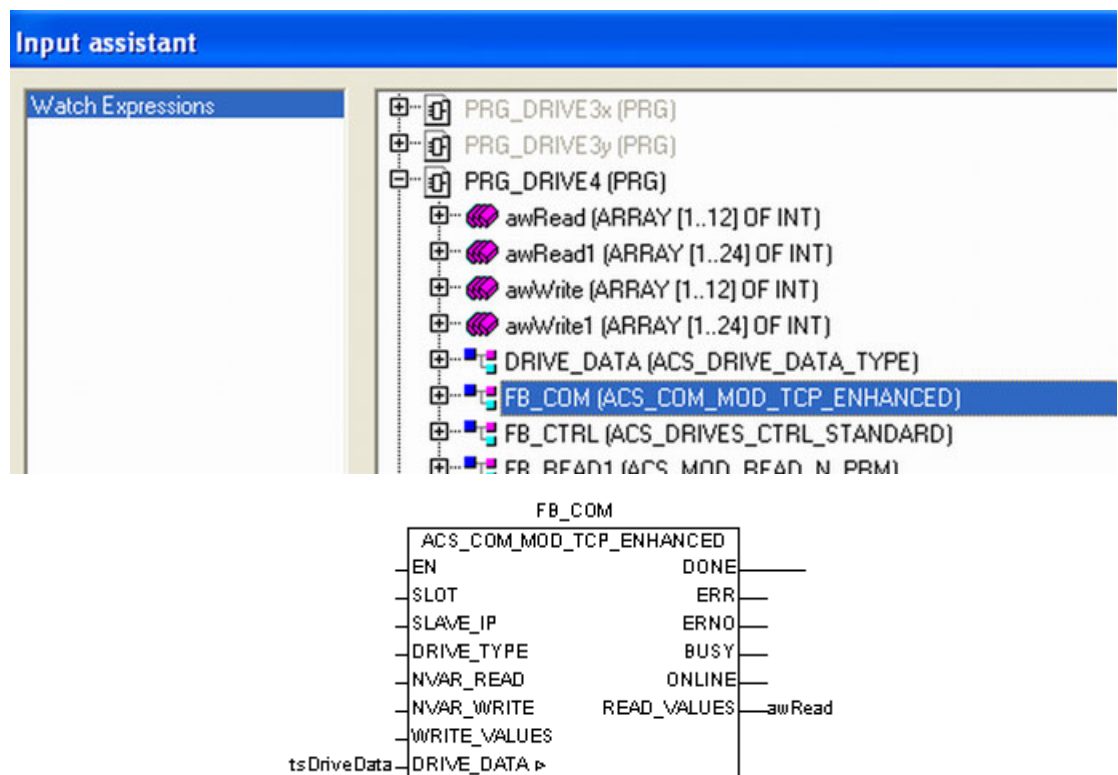 Input assistant
Watch Expressions
PRG_DRIVE3x (PRG)
PRG_DRIVE3y (PRG)
PRG_DRIVE4 (PRG)
awRead (ARRAY [1..12] OF INT)
awRead1 (ARRAY [1..24] OF INT)
awWrite (ARRAY [1..12] OF INT)
awWrite1 (ARRAY [1..24] OF INT)
DRIVE_DATA (ACS_DRIVE_DATA_TYPE)
FB_COM (ACS_COM_MOD_TCP_ENHANCED)
FB_CTRL (ACS_DRIVES_CTRL_STANDARD)
FB_READ1 (ACS_MOD_READ_N_PRM)
FB_COM
ACS_COM_MOD_TCP_ENHANCED
EN DONE
SLOT ERR
SLAVE_IP ERNO
DRIVE_TYPE BUSY
NVAR_READ ONLINE
NVAR_WRITE READ_VALUES awRead
WRITE_VALUES
tsDriveData DRIVE_DATA